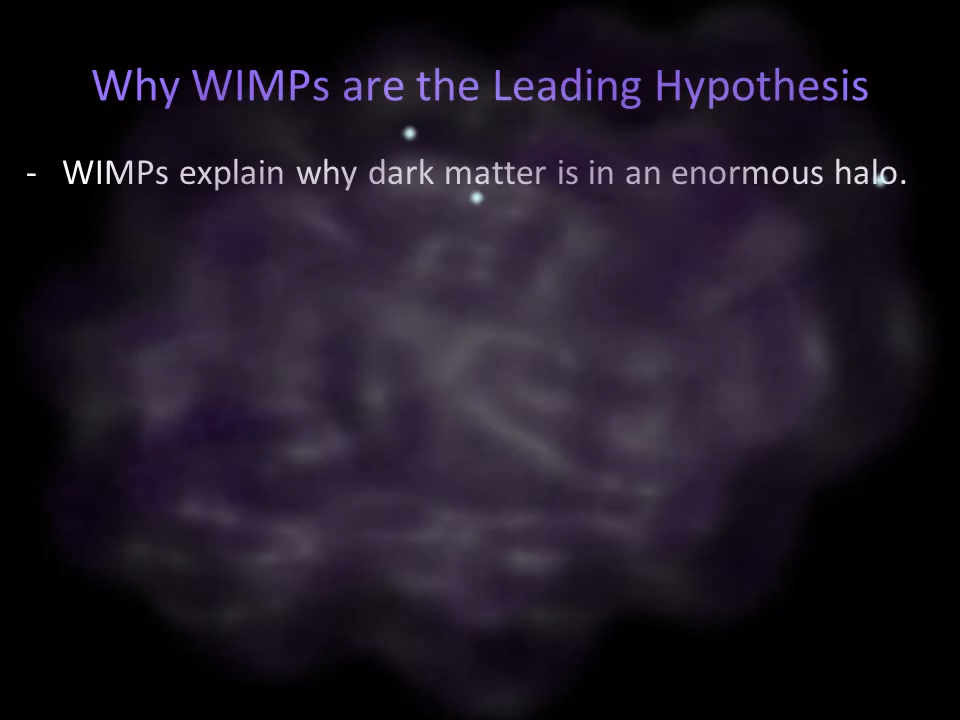 Why WIMPs are the Leading Hypothesis
- WIMPs explain why dark matter is in an enormous halo.